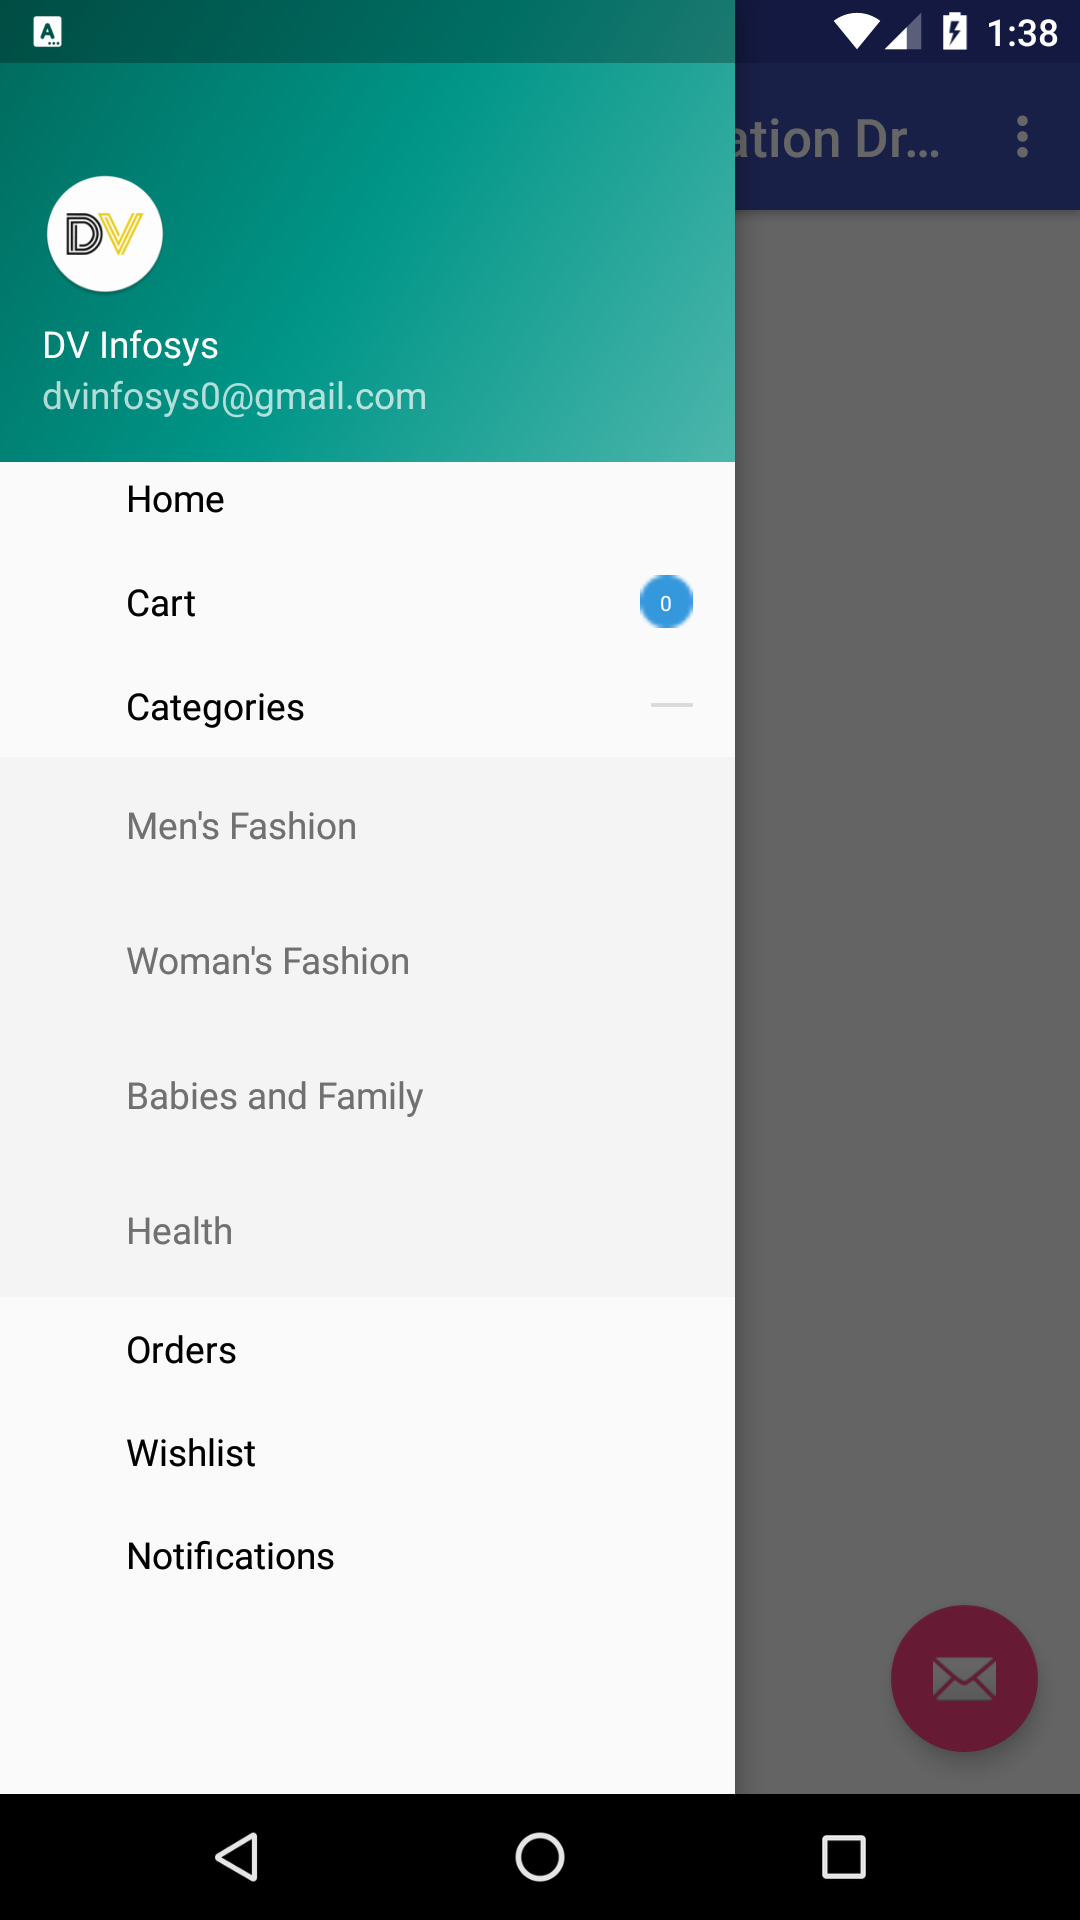 A
1:38
ation Dr...
DV
DV Infosys
dvinfosys0@gmail.com
Home
Cart
0
Categories
Men's Fashion
Woman's Fashion
Babies and Family
Health
Orders
Wishlist
Notifications